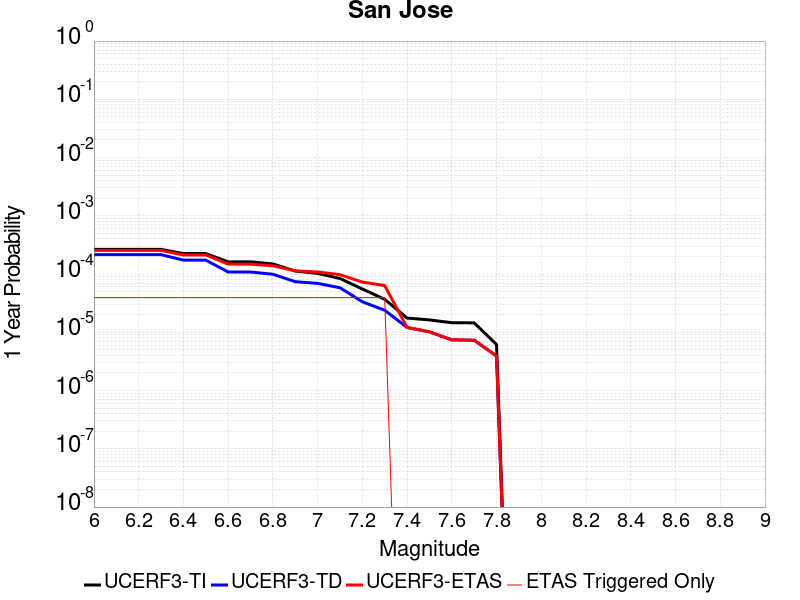 San Jose
10^0
10^-1
10^-2
10^-3
10^-4
10^-5
10^-6
10^-7
10^-8
1 Year Probability
6 6.2 6.4 6.6 6.8 7 7.2 7.4 7.6 7.8 8 8.2 8.4 8.6 8.8 9
Magnitude
UCERF3-TI UCERF3-TD UCERF3-ETAS ETAS Triggered Only